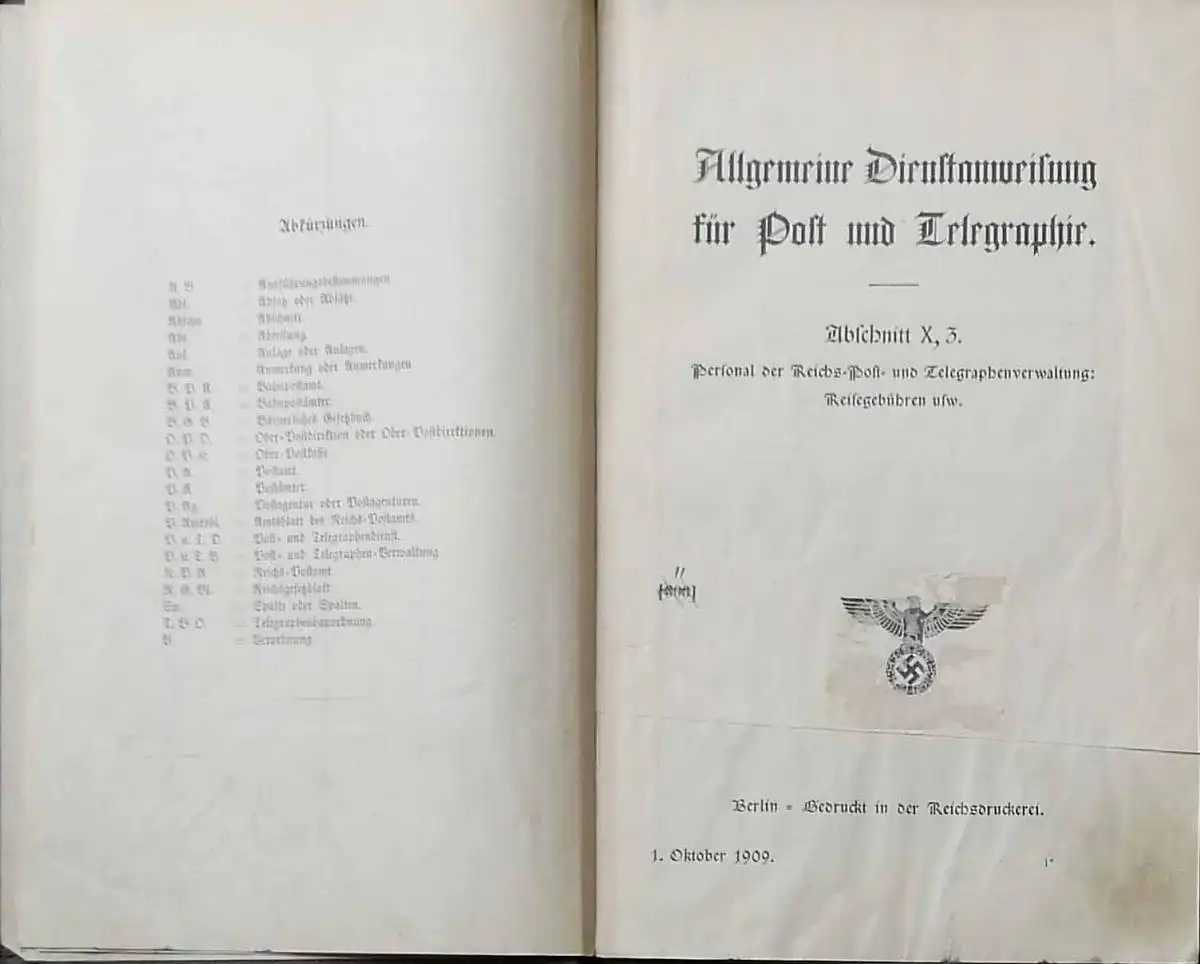 Abkürzungen.
A. B. = Ausführungsbestimmungen
Abs. = Absatz oder Absätze.
Abschn. = Abschnitt.
Abt. = Abteilung.
Anl. = Anlage oder Anlagen.
Anm. = Anmerkung oder Anmerkungen
B. P. A. = Bahnpostamt.
B. P. Ä. = Bahnpostämter.
B. G. B. = Bürgerliches Gesetzbuch.
O. P. D. = Ober-Postdirektion oder Ober-Postdirektionen.
O. P. K. = Ober-Postkasse
P. A. = Postamt.
P. Ä. = Postämter.
P. Ag. = Postagentur oder Postagenturen.
P. Amtsbl. = Amtsblatt des Reichs-Postamts.
P. u. T. D. = Post- und Telegraphendienst.
P. u. T. V. = Post- und Telegraphen-Verwaltung
R. P. A. = Reichs-Postamt
R. G. Bl. = Reichsgesetzblatt
Sp. = Spalte oder Spalten.
T. B. O. = Telegraphenbauordnung
V. = Verordnung
Allgemeine Dienstanweisung
für Post und Telegraphie.
Abschnitt X, 3.
Personal der Reichs-Post- und Telegraphenverwaltung:
Reisegebühren usw.
Berlin = Gedruckt in der Reichsdruckerei.
1. Oktober 1909.
1*